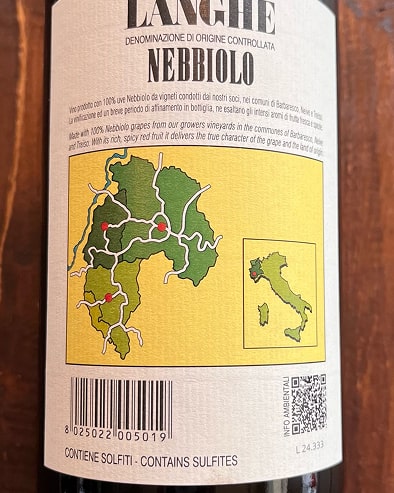 LANGHE
DENOMINAZIONE DI ORIGINE CONTROLLATA
NEBBIOLO
Vino prodotto con 100% uve Nebbiolo da vigneti condotti dai nostri soci, nei comuni di Barbaresco, Neive e Treiso.
La vinificazione ed un breve periodo di affinamento in bottiglia, ne esaltano gli intensi aromi di frutta fresca e spezie.
Made with 100% Nebbiolo grapes from our growers vineyards in the communes of Barbaresco, Neive
and Treiso. With its rich, spicy red fruit it delivers the true character of the grape and the land of origin.
8 025022 005019
INFO AMBIENTALI
L.24.333
CONTIENE SOLFITI - CONTAINS SULFITES